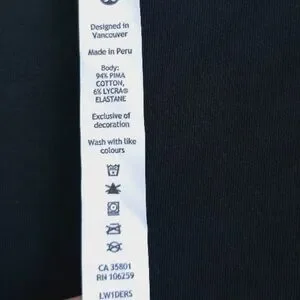 Designed in
Vancouver
Made in Peru
Body:
94% PIMA
COTTON,
6% LYCRA®
ELASTANE
Exclusive of
decoration
Wash with like
colours
CA 35801
RN 106259
LW1DERS